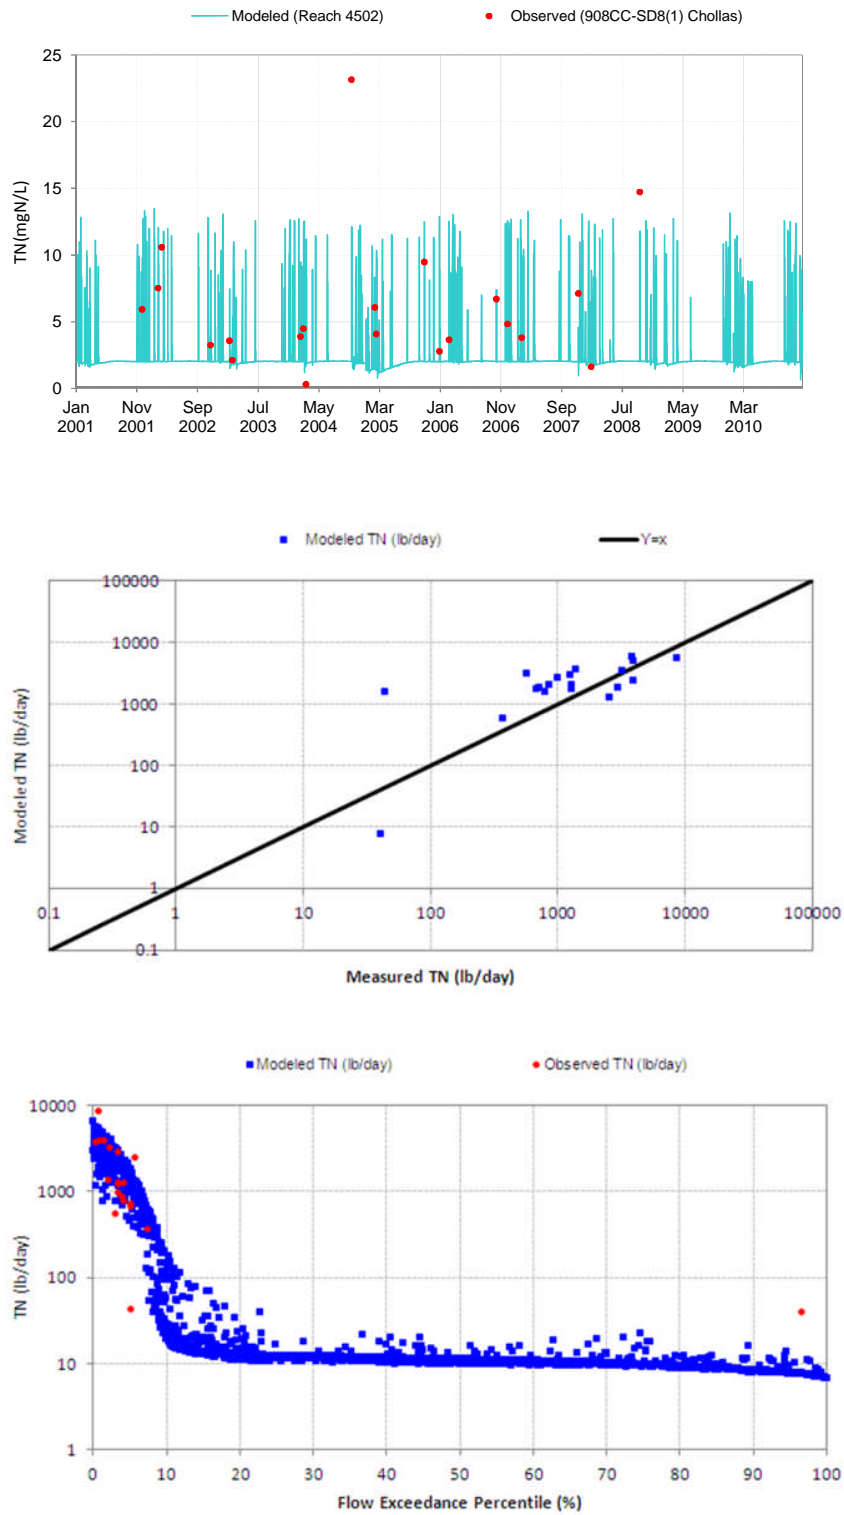 Modeled (Reach 4502) Observed (908CC-SD8(1) Chollas)
25
20
15
10
5
0
TN(mgN/L)
Jan Nov Sep Jul May Mar Jan Nov Sep Jul May Mar
2001 2001 2002 2003 2004 2005 2006 2006 2007 2008 2009 2010
Modeled TN (lb/day) Y=x
100000
10000
1000
100
10
1
0.1
Modeled TN (lb/day)
0.1 1 10 100 1000 10000 100000
Measured TN (lb/day)
Modeled TN (lb/day) Observed TN (lb/day)
10000
1000
100
10
1
TN (lb/day)
0 10 20 30 40 50 60 70 80 90 100
Flow Exceedance Percentile (%)